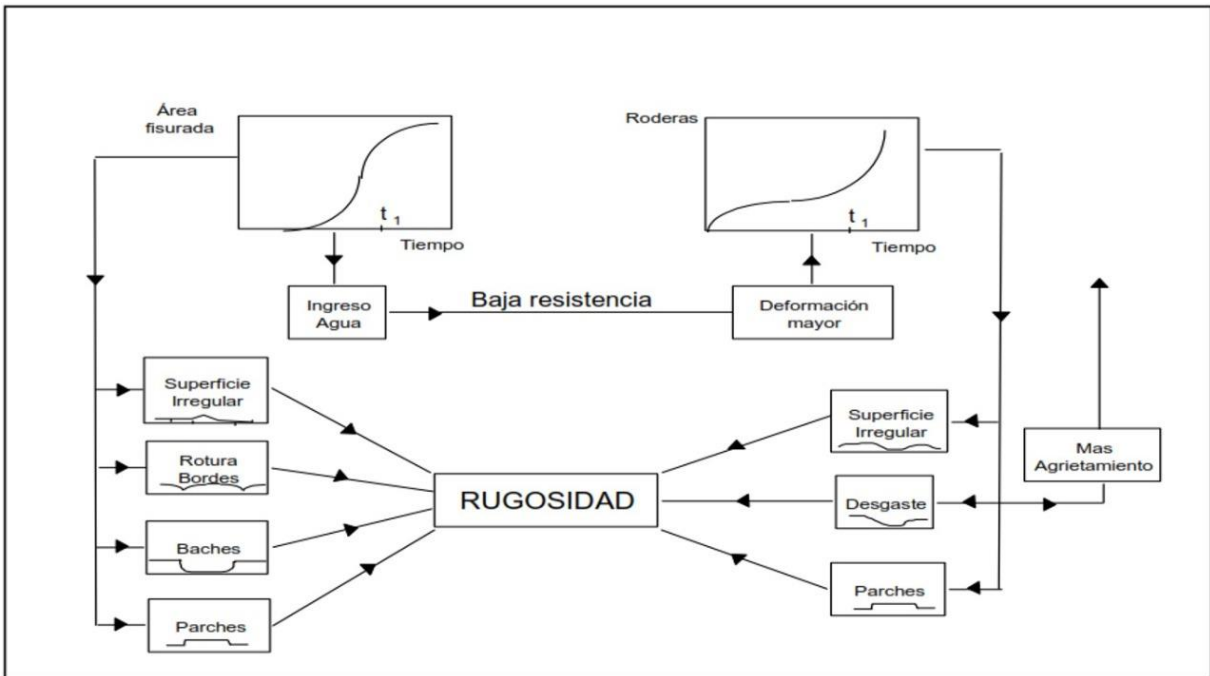 Área
fisurada
t 1
Tiempo
Roderas
t 1
Tiempo
Ingreso
Agua
Baja resistencia
Deformación
mayor
Superficie
Irregular
Rotura
Bordes
Baches
Parches
RUGOSIDAD
Superficie
Irregular
Desgaste
Parches
Mas
Agrietamiento